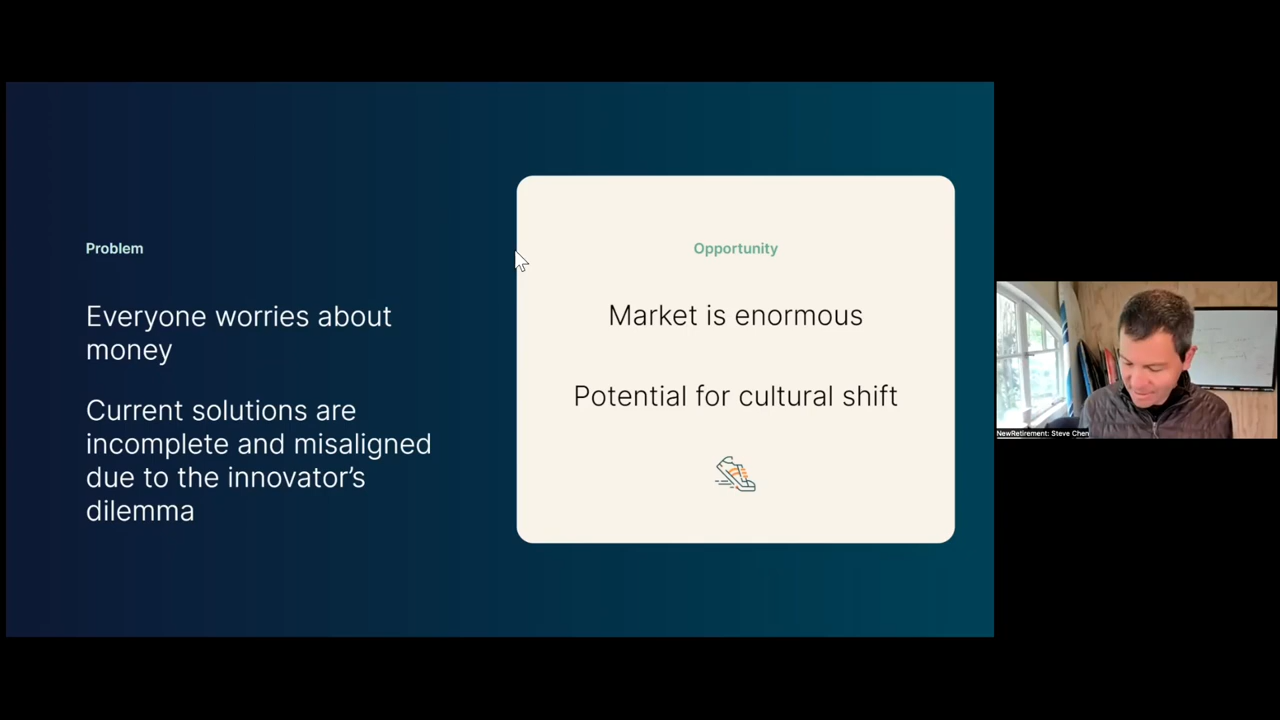 Problem
Everyone worries about
money
Current solutions are
incomplete and misaligned
due to the innovator’s
dilemma
Opportunity
Market is enormous
Potential for cultural shift
NewRetirement: Steve Chen